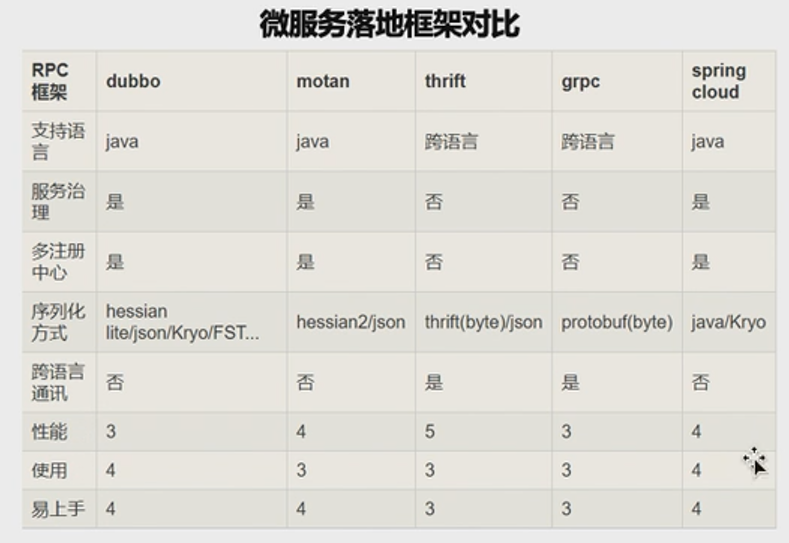 微服务落地框架对比
RPC
框架
dubbo
motan
thrift
grpc
spring
cloud
支持语
言
java
java
跨语言
跨语言
java
服务治
理
是
是
否
否
是
多注册
中心
是
是
否
否
是
序列化
方式
hessian
lite/json/Kryo/FST...
hessian2/json
thrift(byte)/json
protobuf(byte)
java/Kryo
跨语言
通讯
否
否
是
是
否
性能
3
4
5
3
4
使用
4
3
3
3
4
易上手
4
4
3
3
4